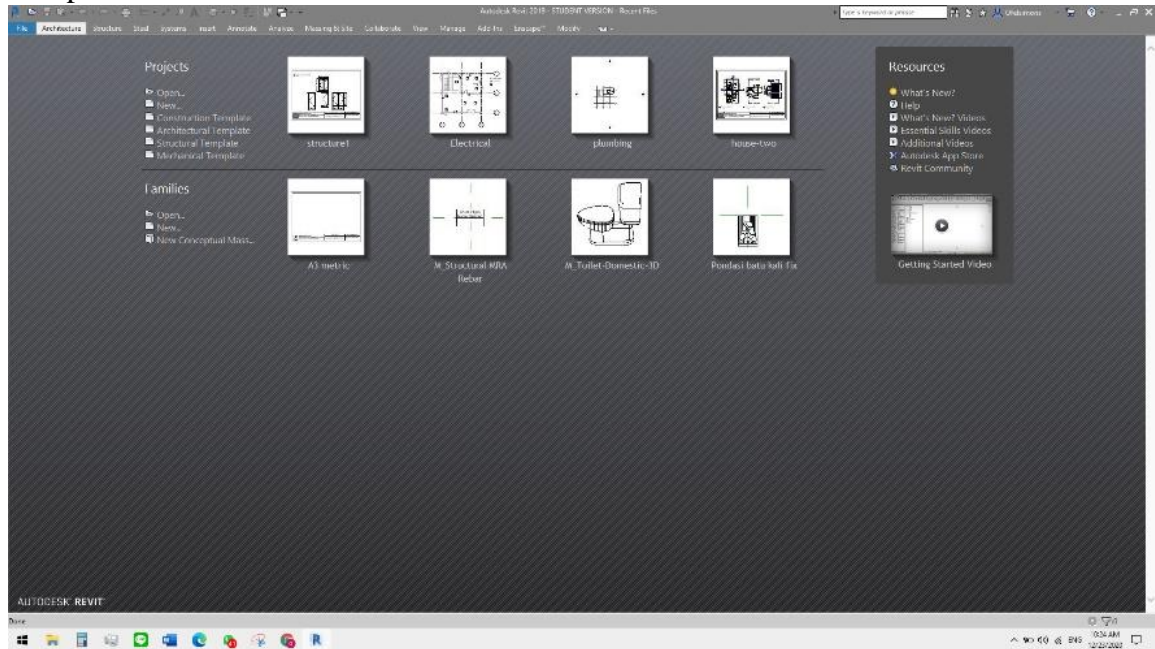 Autodesk Revit 2019 - STUDENT VERSION - Recent Files
Type a keyword or phrase
File Architecture Structure Steel Systems Insert Annotate Analyze Massing & Site Collaborate View Manage Add-Ins Modify
Projects
Open...
New...
Construction Template
Architectural Template
Structural Template
Mechanical Template
structure1
Electrical
plumbing
house-two
Families
Open...
New...
New Conceptual Mass...
A3 metric
M_Structural MRA Rebar
M_Toilet-Domestic-3D
Pondasi batu kali fix
Resources
What's New?
Help
What's New? Videos
Essential Skills Videos
Additional Videos
Autodesk App Store
Revit Community
Getting Started Video
AUTODESK® REVIT®
Done
ENG